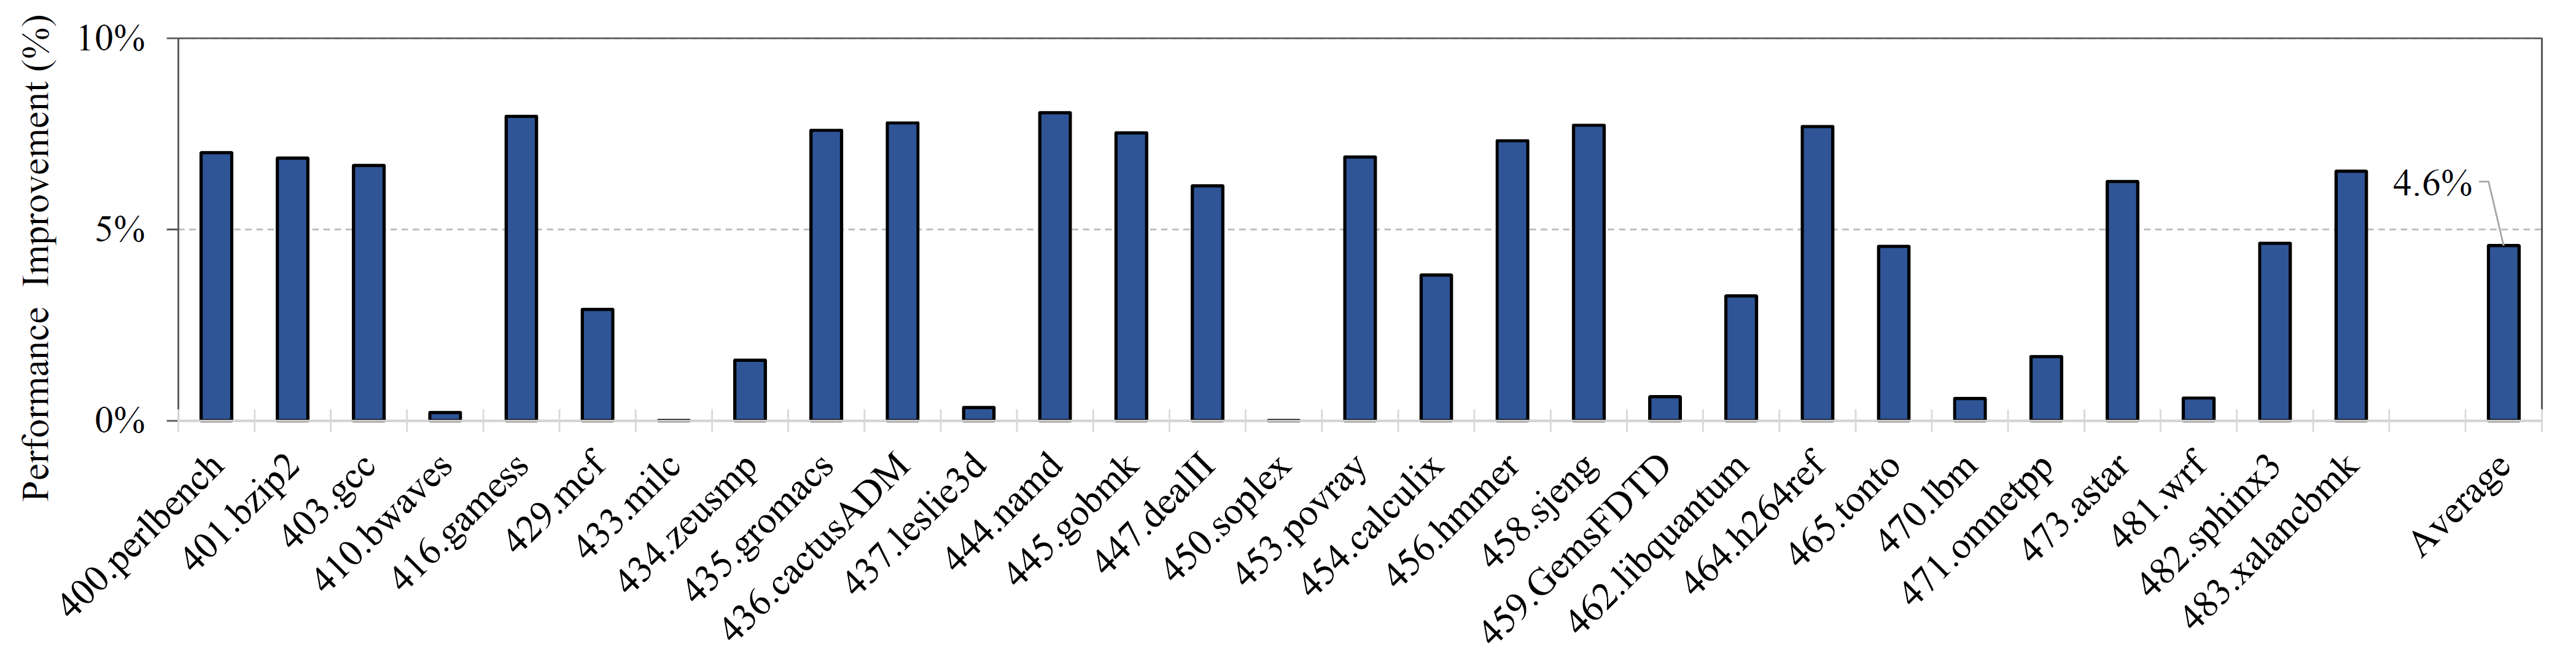 Performance Improvement (%)
10%
5%
0%
4.6%
400.perlbench
401.bzip2
403.gcc
410.bwaves
416.gamess
429.mcf
433.milc
434.zeusmp
435.gromacs
436.cactusADM
437.leslie3d
444.namd
445.gobmk
447.dealII
450.soplex
453.povray
454.calculix
456.hmmer
458.sjeng
459.GemsFDTD
462.libquantum
464.h264ref
465.tonto
470.lbm
471.omnetpp
473.astar
481.wrf
482.sphinx3
483.xalancbmk
Average